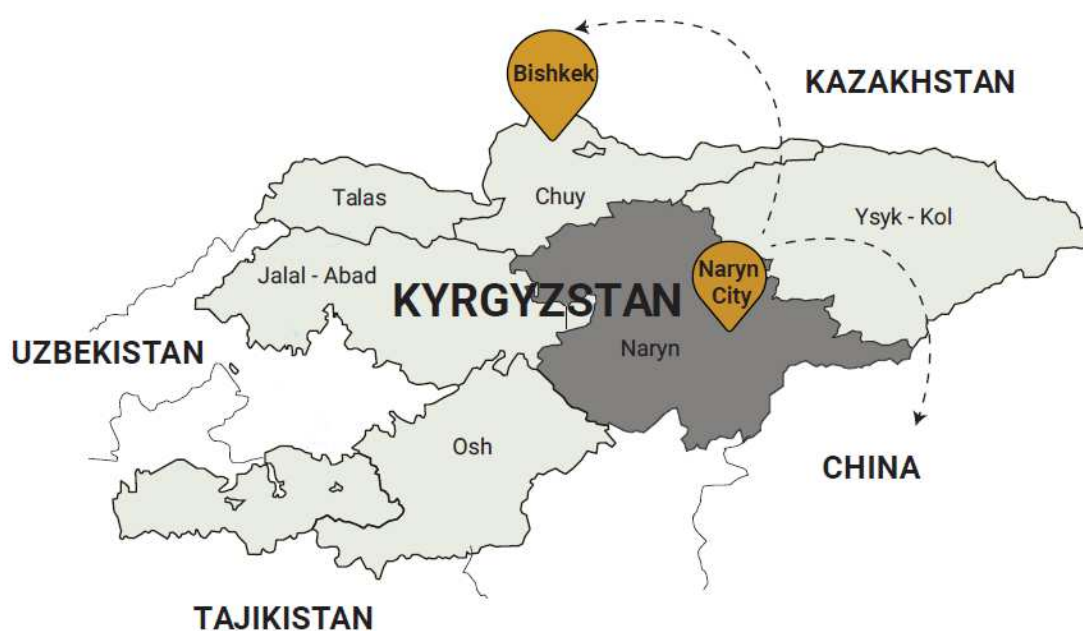 Bishkek
KAZAKHSTAN
Talas
Chuy
Ysyk - Kol
Jalal - Abad
Naryn
City
KYRGYZSTAN
UZBEKISTAN
Naryn
Osh
CHINA
TAJIKISTAN